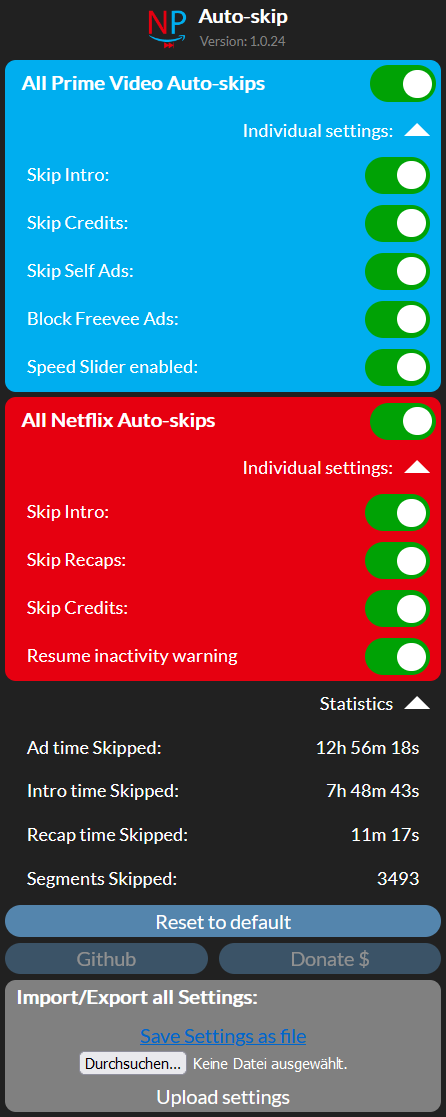 NP
Auto-skip
Version: 1.0.24
All Prime Video Auto-skips
Individual settings:
Skip Intro:
Skip Credits:
Skip Self Ads:
Block Freevee Ads:
Speed Slider enabled:
All Netflix Auto-skips
Individual settings:
Skip Intro:
Skip Recaps:
Skip Credits:
Resume inactivity warning
Statistics
Ad time Skipped: 12h 56m 18s
Intro time Skipped: 7h 48m 43s
Recap time Skipped: 11m 17s
Segments Skipped: 3493
Reset to default
Github Donate $
Import/Export all Settings:
Save Settings as file
Durchsuchen... Keine Datei ausgewählt.
Upload settings